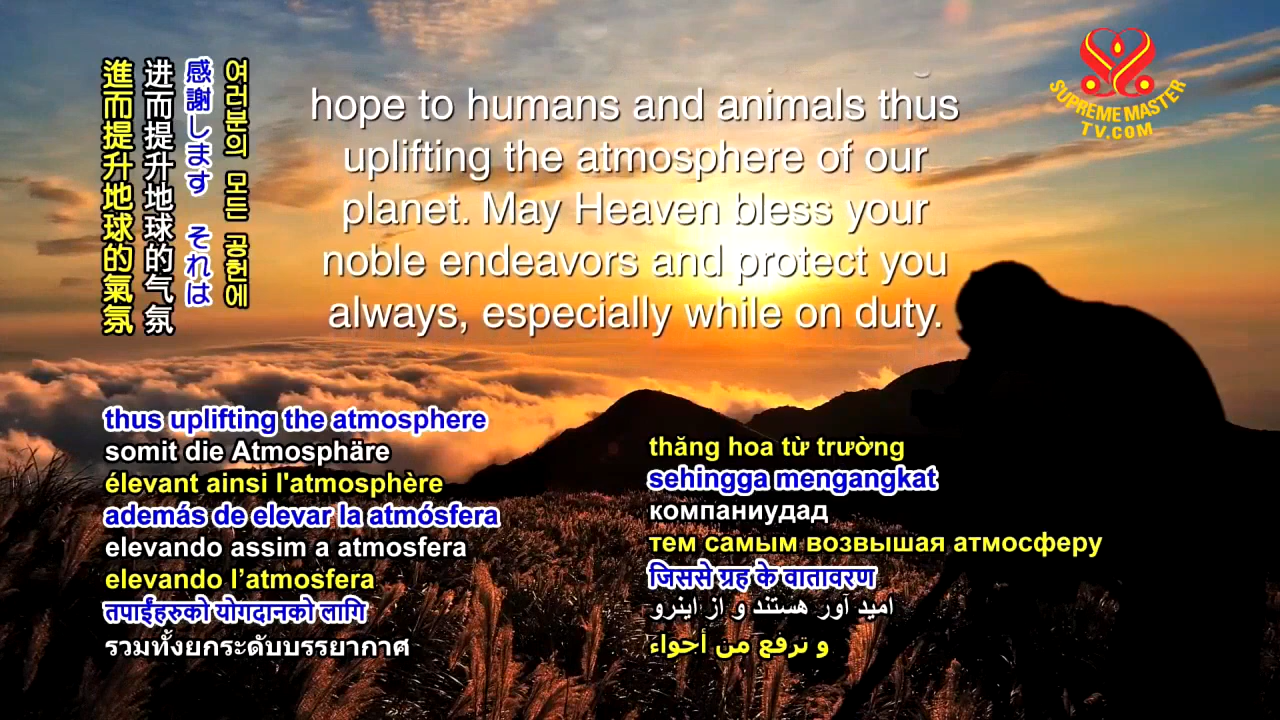 進而提升地球的氣氛
进而提升地球的气氛
感謝します それは
여러분의 모든 공헌에
hope to humans and animals thus
uplifting the atmosphere of our
planet. May Heaven bless your
noble endeavors and protect you
always, especially while on duty.
SUPREME MASTER
TV.COM
thus uplifting the atmosphere
somit die Atmosphäre
élevant ainsi l'atmosphère
además de elevar la atmósfera
elevando assim a atmosfera
elevando l’atmosfera
तपाईंहरुको योगदानको लागि
รวมทั้งยกระดับบรรยากาศ
thăng hoa từ trường
sehingga mengangkat
компаниудад
тем самым возвышая атмосферу
जिससे ग्रह के वातावरण
امید آور هستند و از اینرو
و ترفع من أجواء